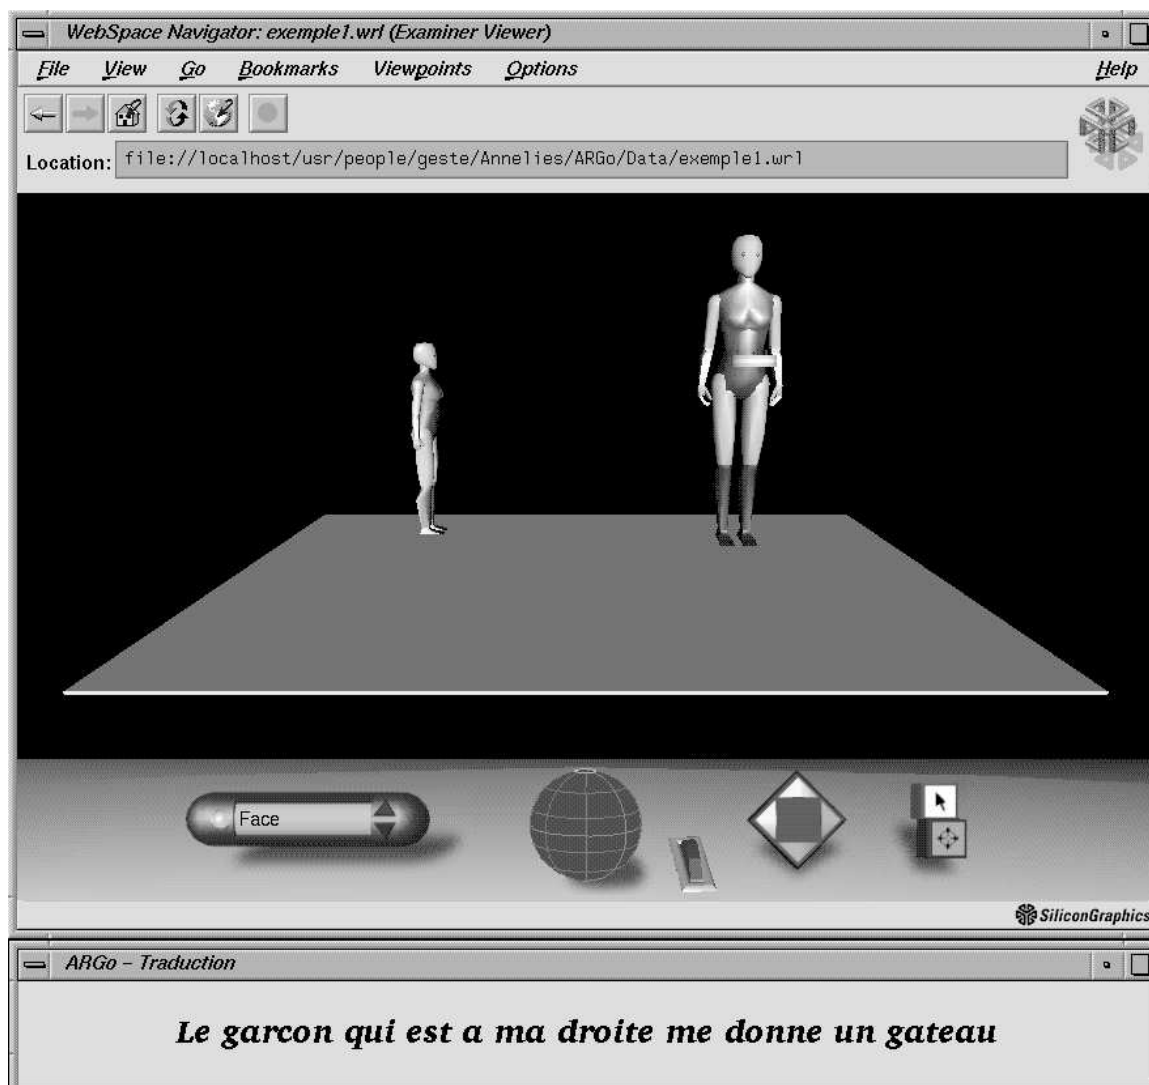 WebSpace Navigator: exemple1.wrl (Examiner Viewer)
File View Go Bookmarks Viewpoints Options Help
Location: file://localhost/usr/people/geste/Annelies/ARGo/Data/exemple1.wrl
Face
SiliconGraphics
ARGo – Traduction
Le garcon qui est a ma droite me donne un gateau